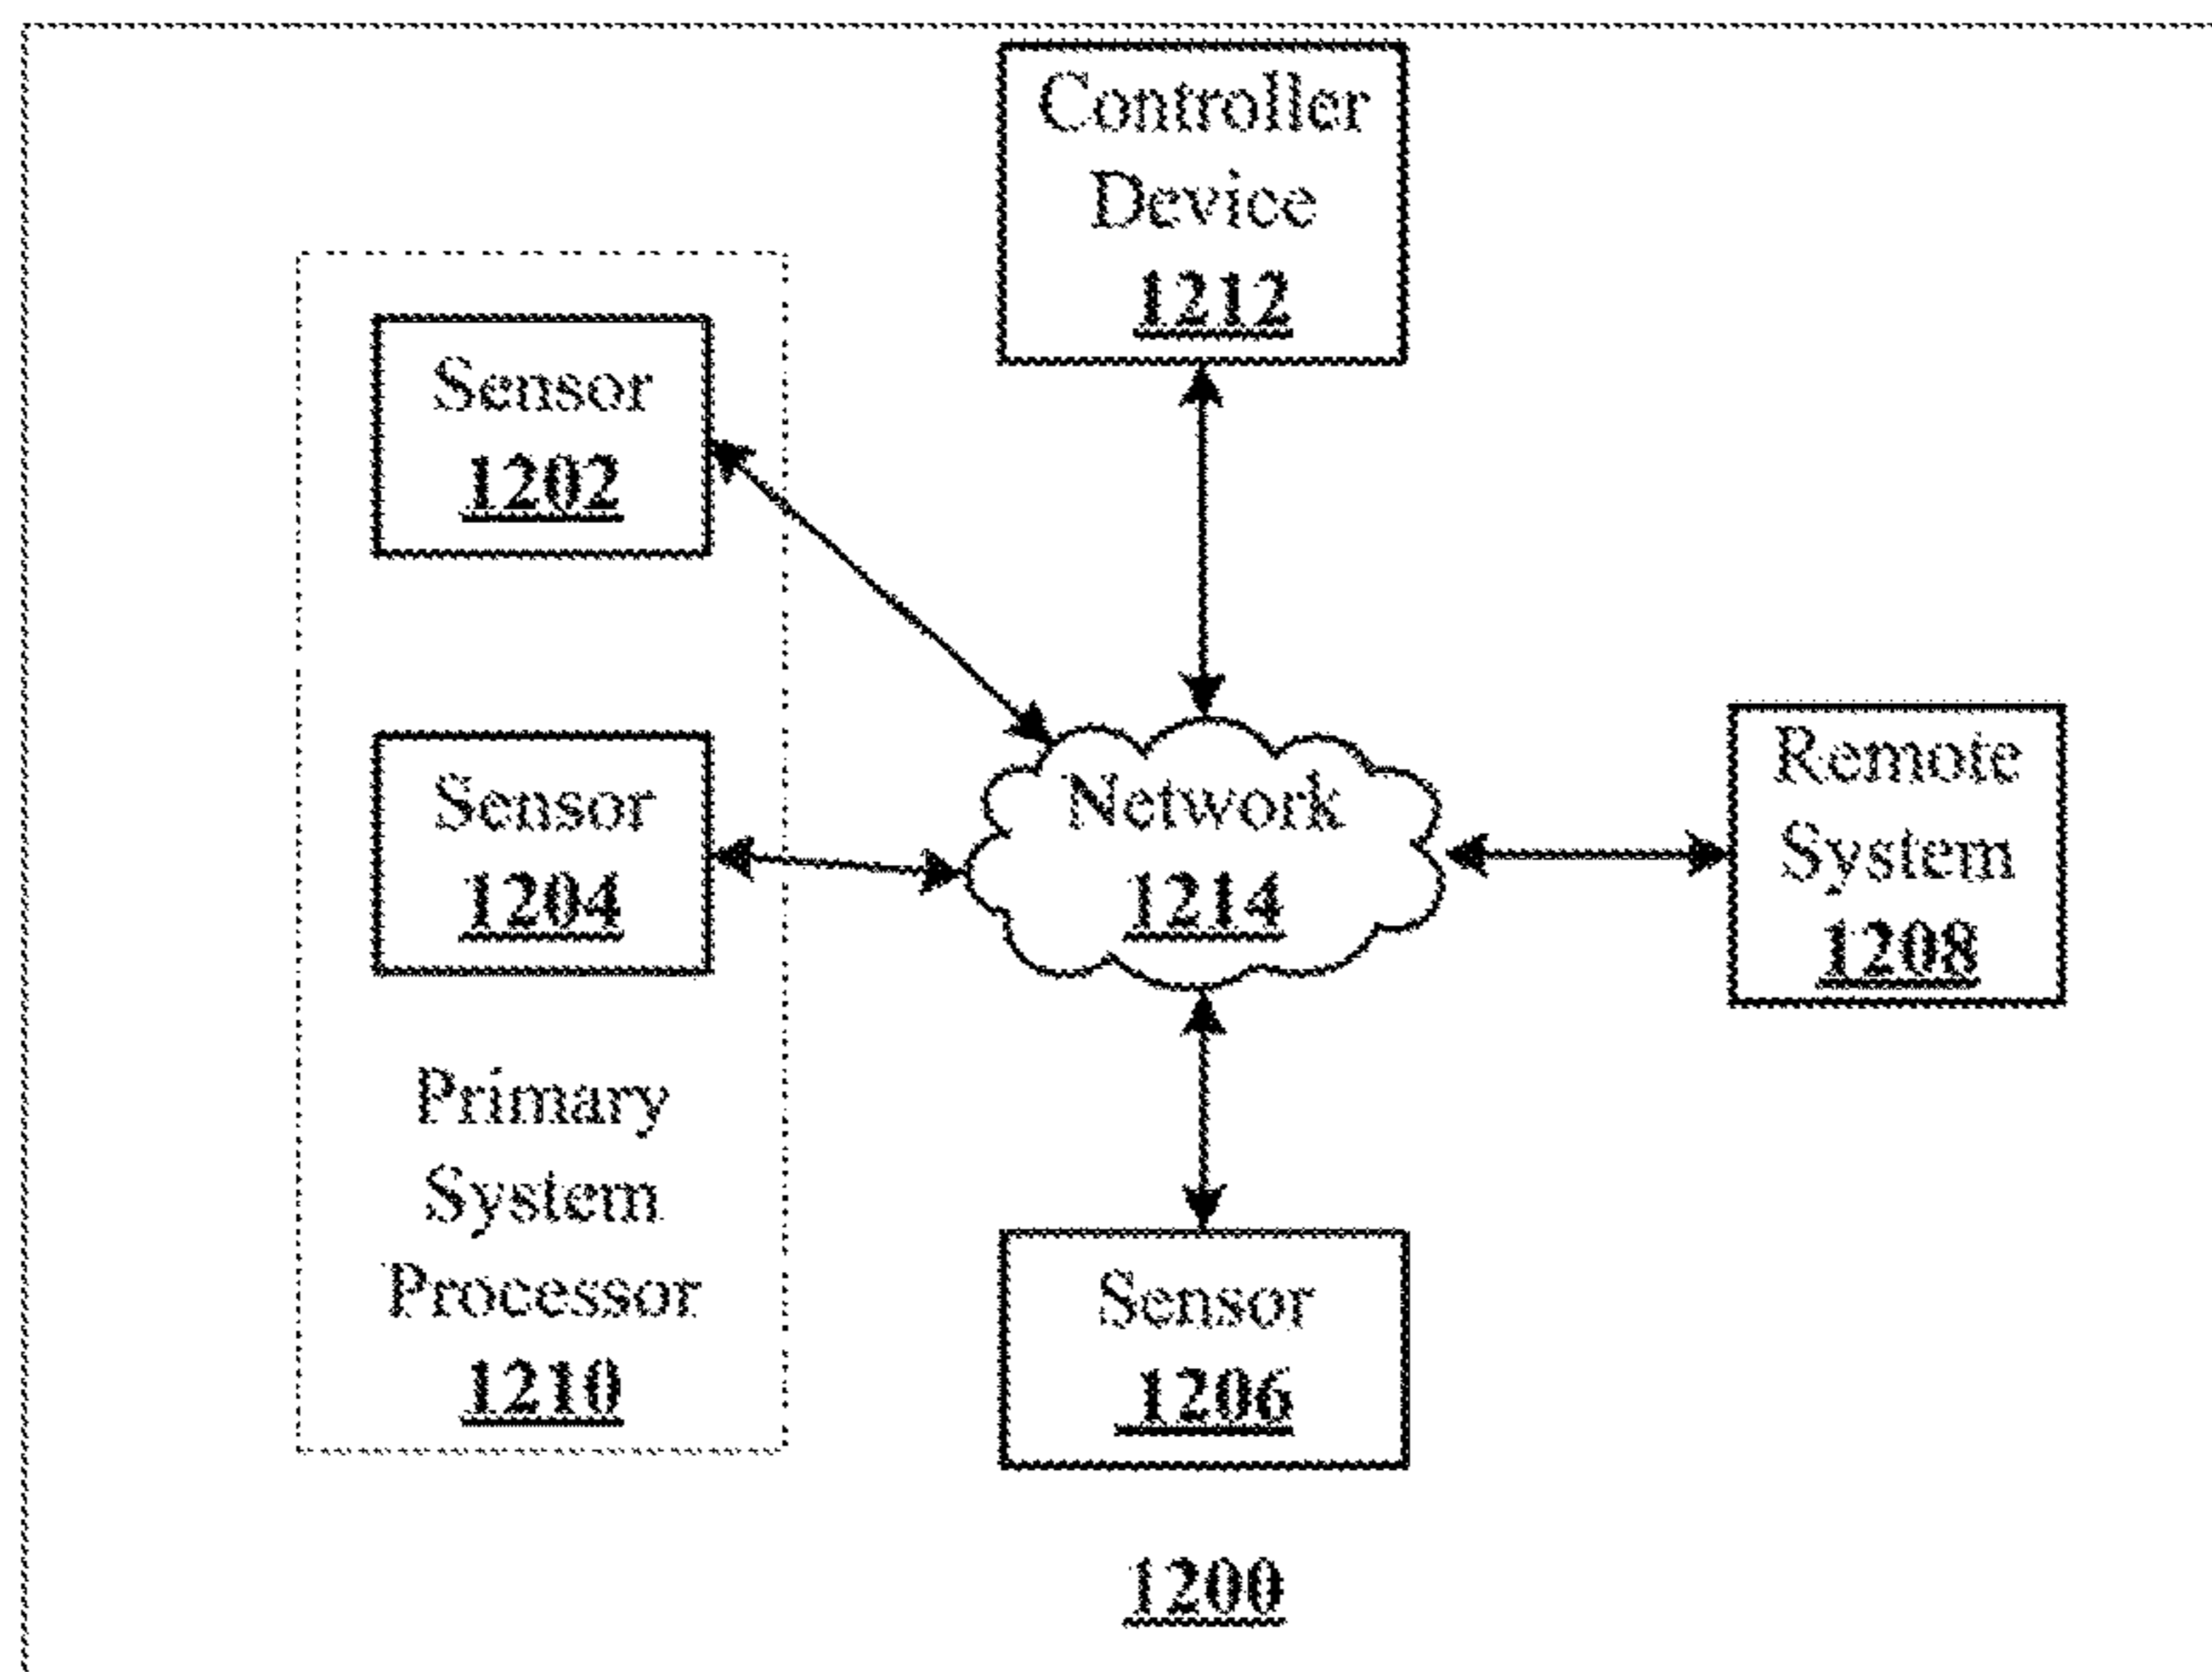 Controller
Device
1212
Sensor
1202
Sensor
1204
Primary
System
Processor
1210
Network
1214
Remote
System
1208
Sensor
1206
1200